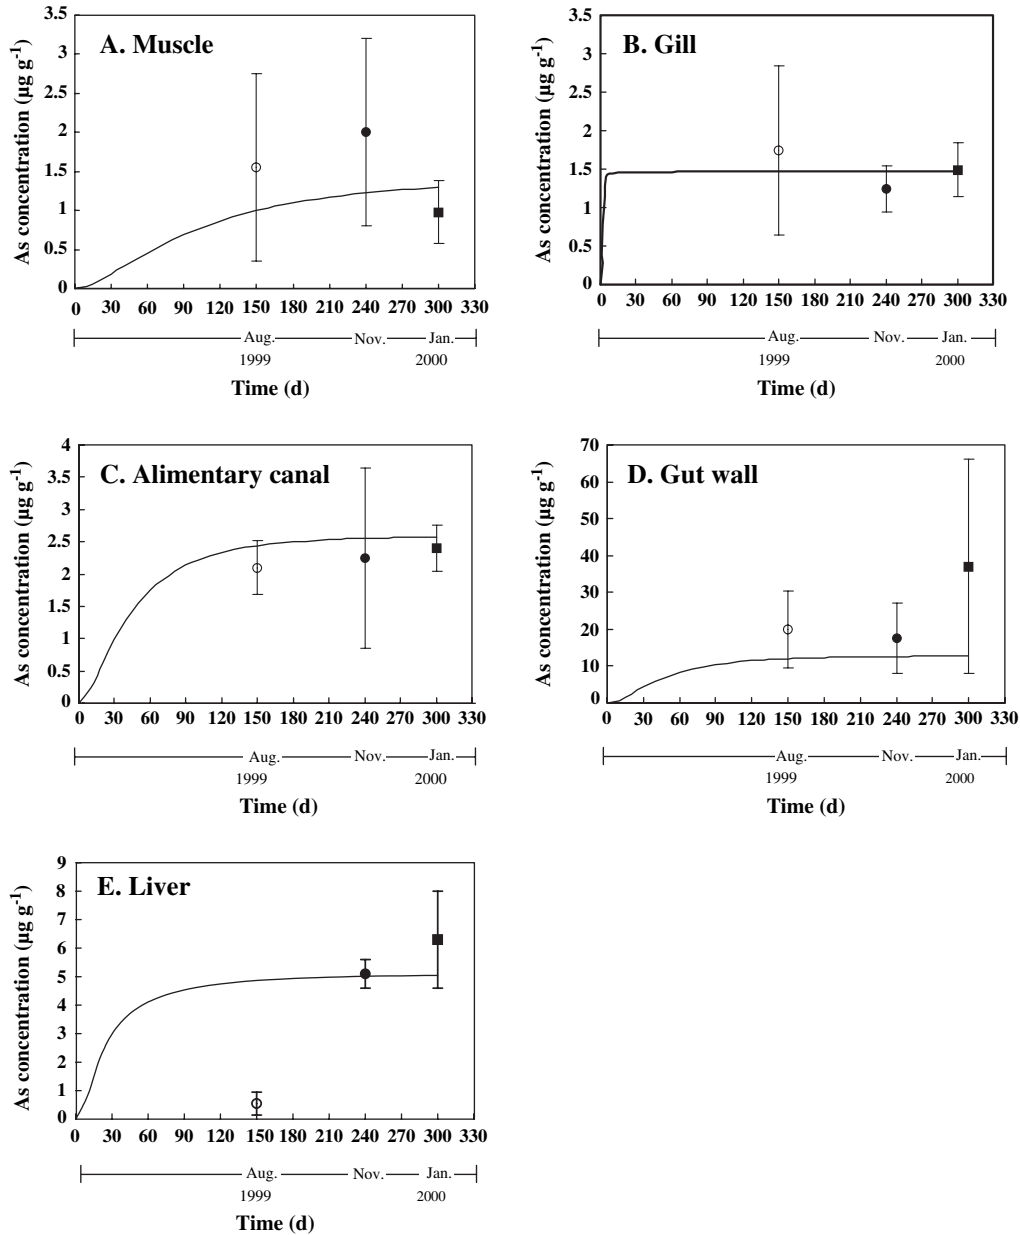 A. Muscle
As concentration (µg g-1)
3.5
3
2.5
2
1.5
1
0.5
0
0 30 60 90 120 150 180 210 240 270 300 330
Aug. Nov. Jan.
1999 2000
Time (d)
B. Gill
As concentration (µg g-1)
3.5
3
2.5
2
1.5
1
0.5
0
0 30 60 90 120 150 180 210 240 270 300 330
Aug. Nov. Jan.
1999 2000
Time (d)
C. Alimentary canal
As concentration (µg g-1)
4
3.5
3
2.5
2
1.5
1
0.5
0
0 30 60 90 120 150 180 210 240 270 300 330
Aug. Nov. Jan.
1999 2000
Time (d)
D. Gut wall
As concentration (µg g-1)
70
60
50
40
30
20
10
0
0 30 60 90 120 150 180 210 240 270 300 330
Aug. Nov. Jan.
1999 2000
Time (d)
E. Liver
As concentration (µg g-1)
9
8
7
6
5
4
3
2
1
0
0 30 60 90 120 150 180 210 240 270 300 330
Aug. Nov. Jan.
1999 2000
Time (d)